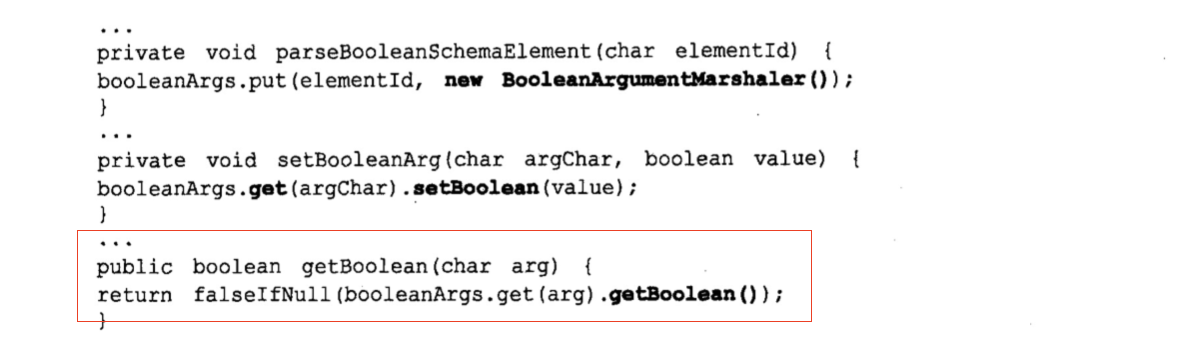 ...
private void parseBooleanSchemaElement(char elementId) {
booleanArgs.put(elementId, new BooleanArgumentMarshaler());
}
...
private void setBooleanArg(char argChar, boolean value) {
booleanArgs.get(argChar).setBoolean(value);
}
...
public boolean getBoolean(char arg) {
return falseIfNull(booleanArgs.get(arg).getBoolean());
}